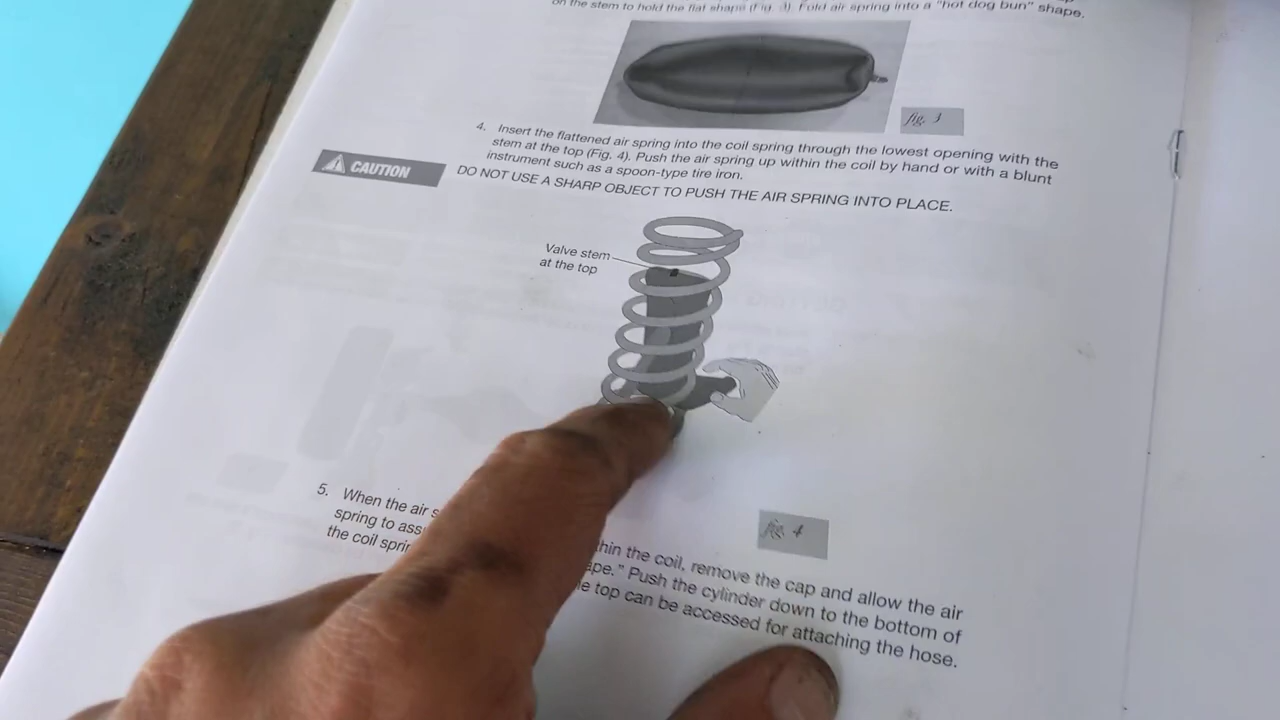 on the stem to hold the flat shape (Fig. 3). Fold air spring into a "hot dog bun" shape.
fig. 3
4. Insert the flattened air spring into the coil spring through the lowest opening with the
stem at the top (Fig. 4). Push the air spring up within the coil by hand or with a blunt
instrument such as a spoon-type tire iron.
CAUTION
DO NOT USE A SHARP OBJECT TO PUSH THE AIR SPRING INTO PLACE.
Valve stem
at the top
fig. 4
5. When the air hin the coil, remove the cap and allow the air
spring to ape." Push the cylinder down to the bottom of
the coil top can be accessed for attaching the hose.